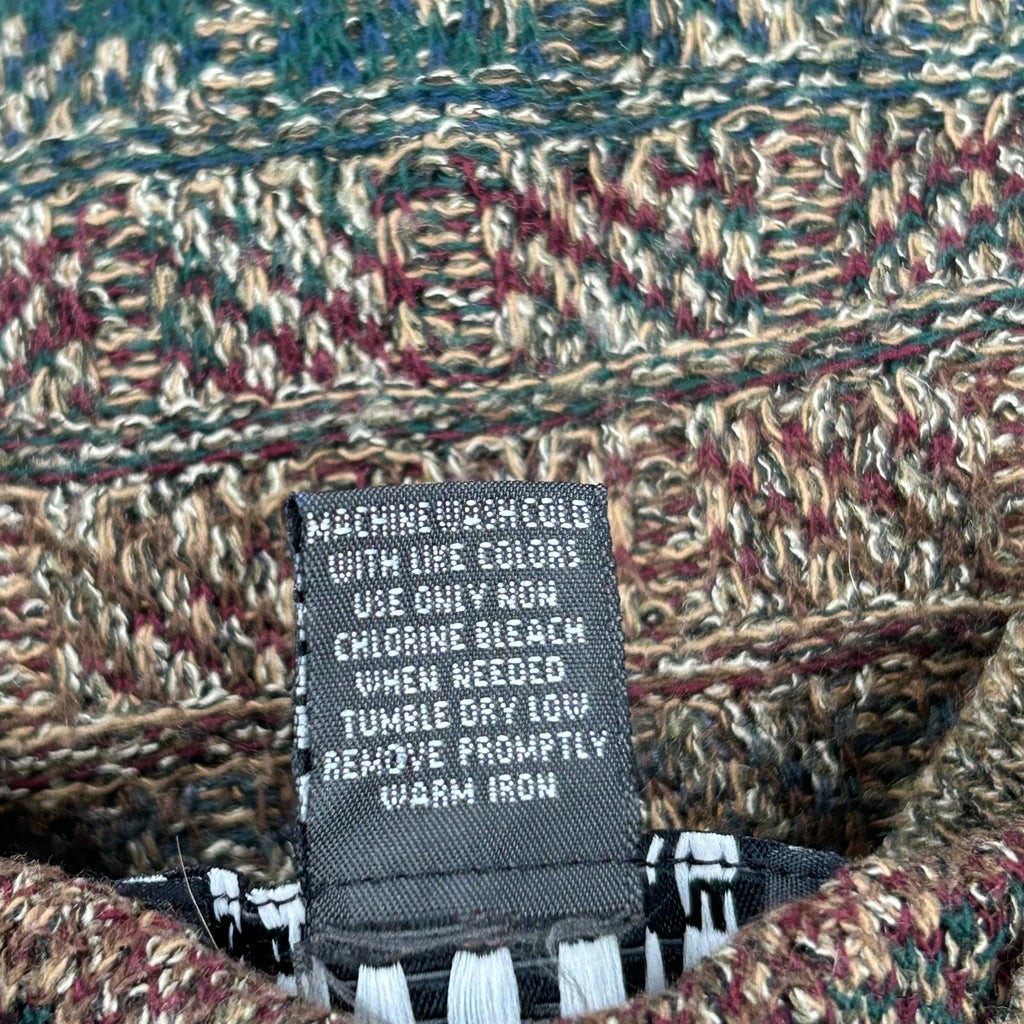 MACHINE WASH COLD
WITH LIKE COLORS
USE ONLY NON
CHLORINE BLEACH
WHEN NEEDED
TUMBLE DRY LOW
REMOVE PROMPTLY
WARM IRON